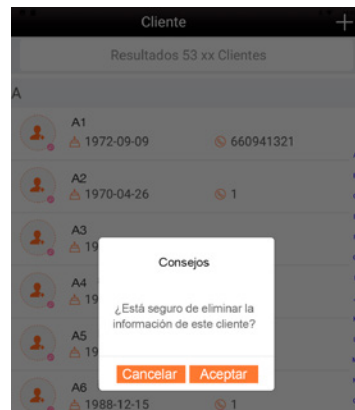 Cliente
Resultados 53 xx Clientes
A
A1
1972-09-09 660941321
A2
1970-04-26 1
A3
19
A4
19
A5
19
A6
1988-12-15 1
Consejos
¿Está seguro de eliminar la
información de este cliente?
Cancelar Aceptar